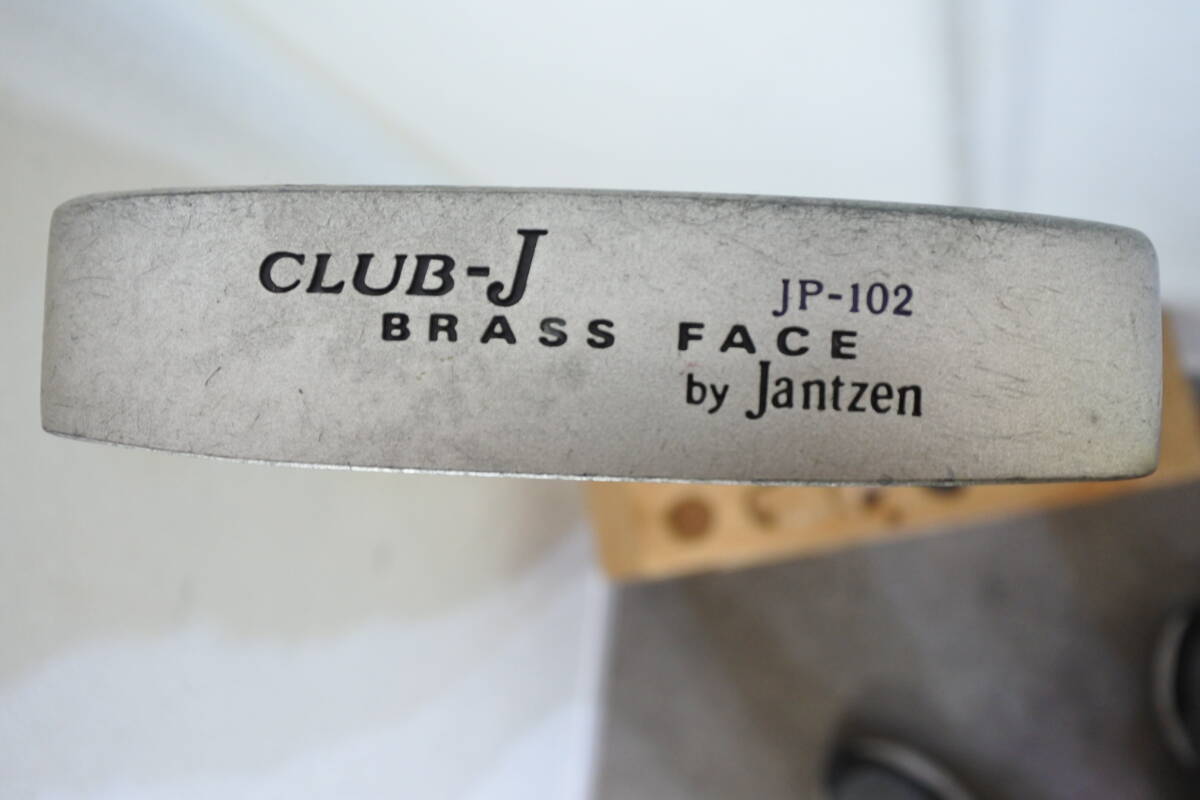 CLUB-J
JP-102
BRASS FACE
by Jantzen